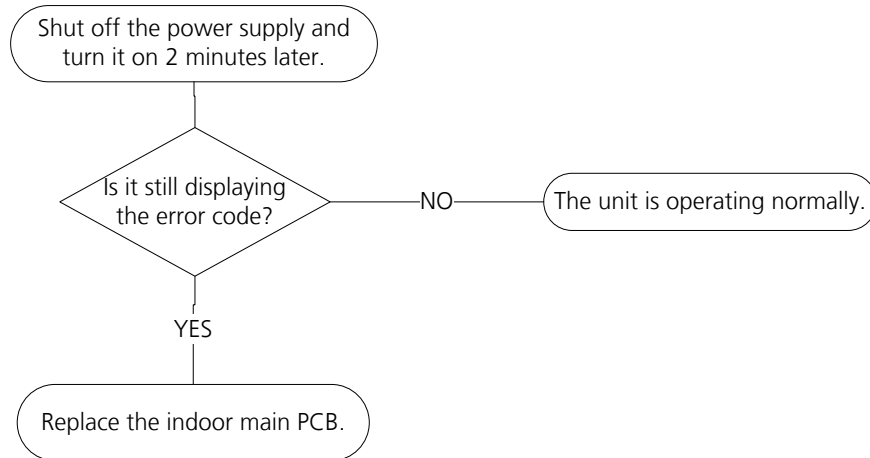 Shut off the power supply and
turn it on 2 minutes later.
Is it still displaying
the error code?
NO
The unit is operating normally.
YES
Replace the indoor main PCB.